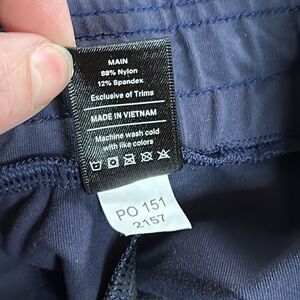 MAIN
88% Nylon
12% Spandex
Exclusive of Trims
MADE IN VIETNAM
Machine wash cold
with like colors
PO 151
2157